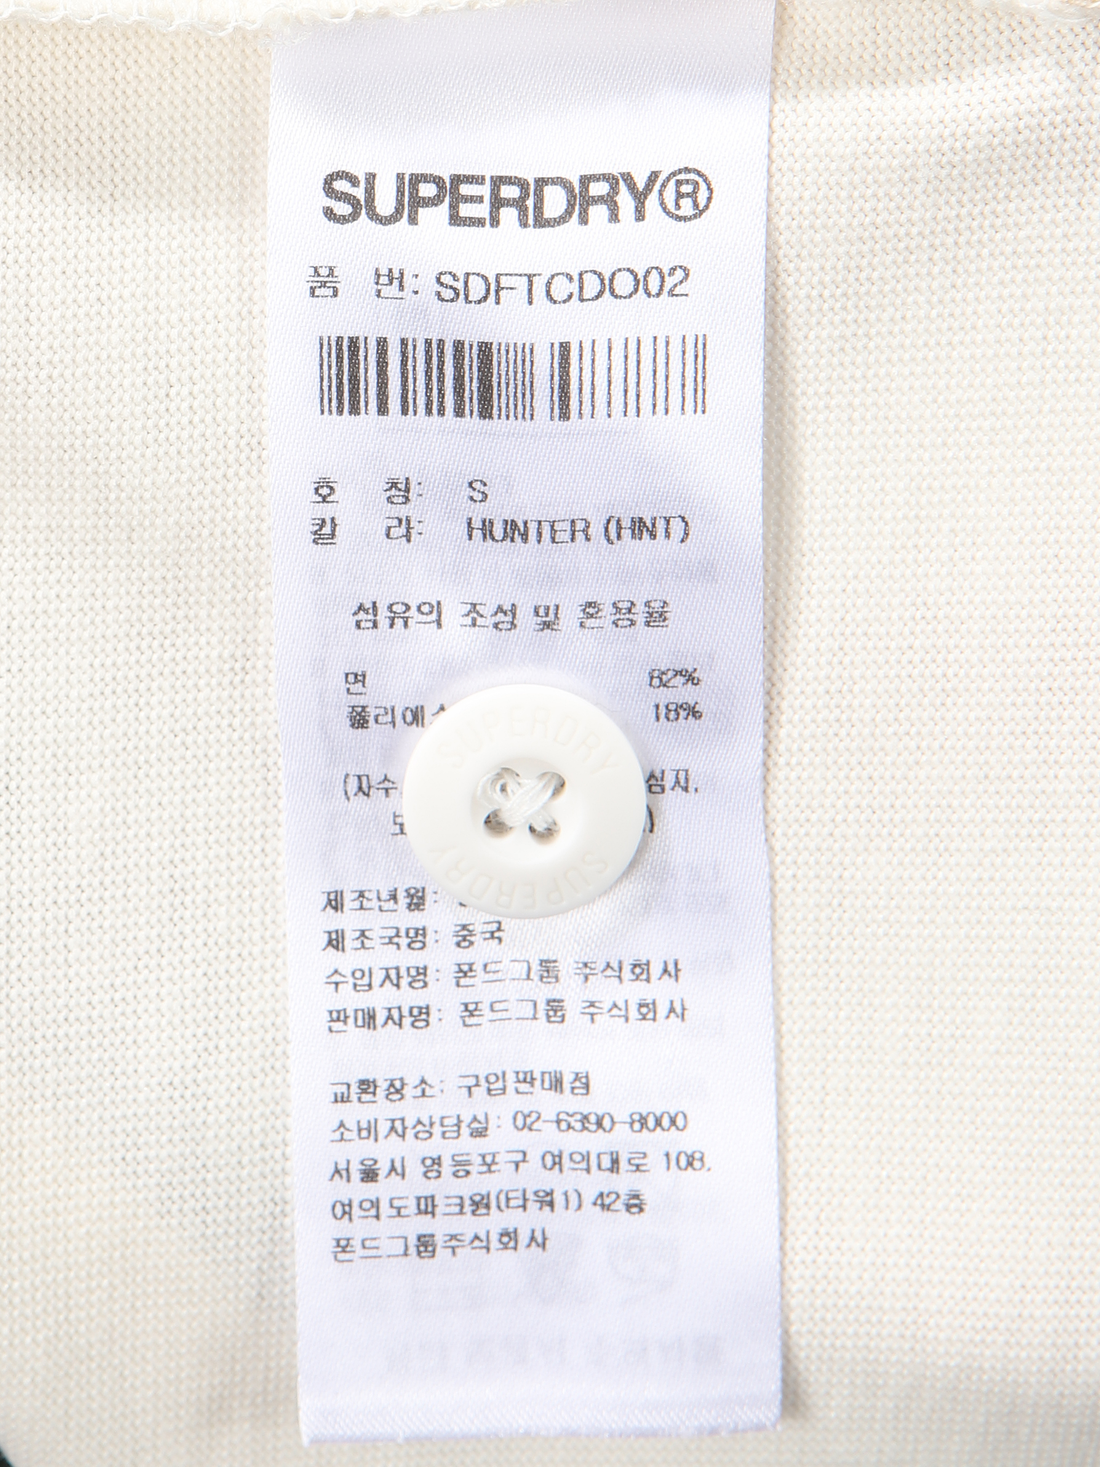 SUPERDRY®
품 번: SDFTCDO02
호 칭: S
칼 라: HUNTER (HNT)
섬유의 조성 및 혼용율
면 82%
18%
(자수, 심지,
제조년월:
제조국명: 중국
수입자명: 폰드그룹 주식회사
판매자명: 폰드그룹 주식회사
교환장소: 구입판매점
소비자상담실: 02-6390-8000
서울시 영등포구 여의대로 108,
여의도파크원(타워1) 42층
폰드그룹주식회사
SUPERDRY
SUPERDRY